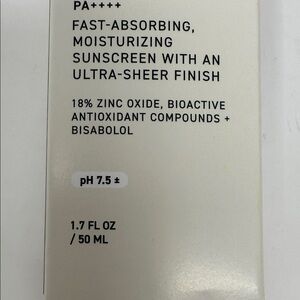 PA++++
FAST-ABSORBING,
MOISTURIZING
SUNSCREEN WITH AN
ULTRA-SHEER FINISH
18% ZINC OXIDE, BIOACTIVE
ANTIOXIDANT COMPOUNDS +
BISABOLOL
pH 7.5 ±
1.7 FL OZ
/ 50 ML